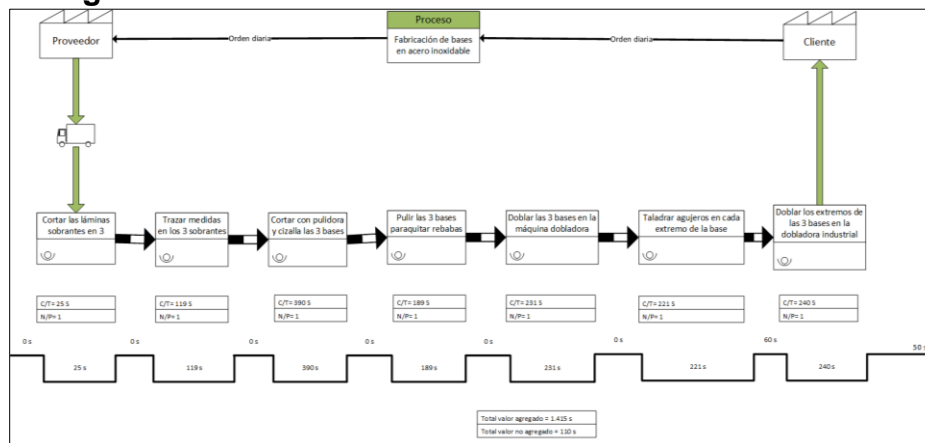 Proceso
Proveedor
Orden diaria
Fabricación de bases
en acero inoxidable
Orden diaria
Cliente
Cortar las láminas
sobrantes en 3
Trazar medidas
en los 3 sobrantes
Cortar con pulidora
y cizalla las 3 bases
Pulir las 3 bases
paraquitar rebabas
Doblar las 3 bases en la
máquina dobladora
Taladrar agujeros en cada
extremo de la base
Doblar los extremos de
las 3 bases en la
dobladora industrial
C/T= 25 S
N/P= 1
C/T= 119 S
N/P= 1
C/T= 390 S
N/P= 1
C/T= 189 S
N/P= 1
C/T= 231 S
N/P= 1
C/T= 221 S
N/P= 1
C/T= 240 S
N/P= 1
0 s
0 s
0 s
0 s
0 s
0 s
60 s
50 s
25 s
119 s
390 s
189 s
231 s
221 s
240 s
Total valor agregado = 1.415 s
Total valor no agregado = 110 s